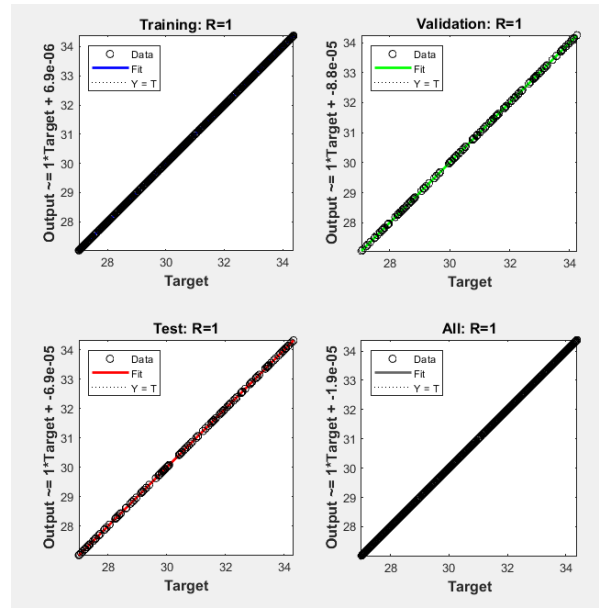 Training: R=1
Output ~= 1*Target + 6.9e-06
34
33
32
31
30
29
28
Data
Fit
Y = T
28
30
32
34
Target
Validation: R=1
Output ~= 1*Target + -8.8e-05
34
33
32
31
30
29
28
Data
Fit
Y = T
28
30
32
34
Target
Test: R=1
Output ~= 1*Target + -6.9e-05
34
33
32
31
30
29
28
Data
Fit
Y = T
28
30
32
34
Target
All: R=1
Output ~= 1*Target + -1.9e-05
34
33
32
31
30
29
28
Data
Fit
Y = T
28
30
32
34
Target